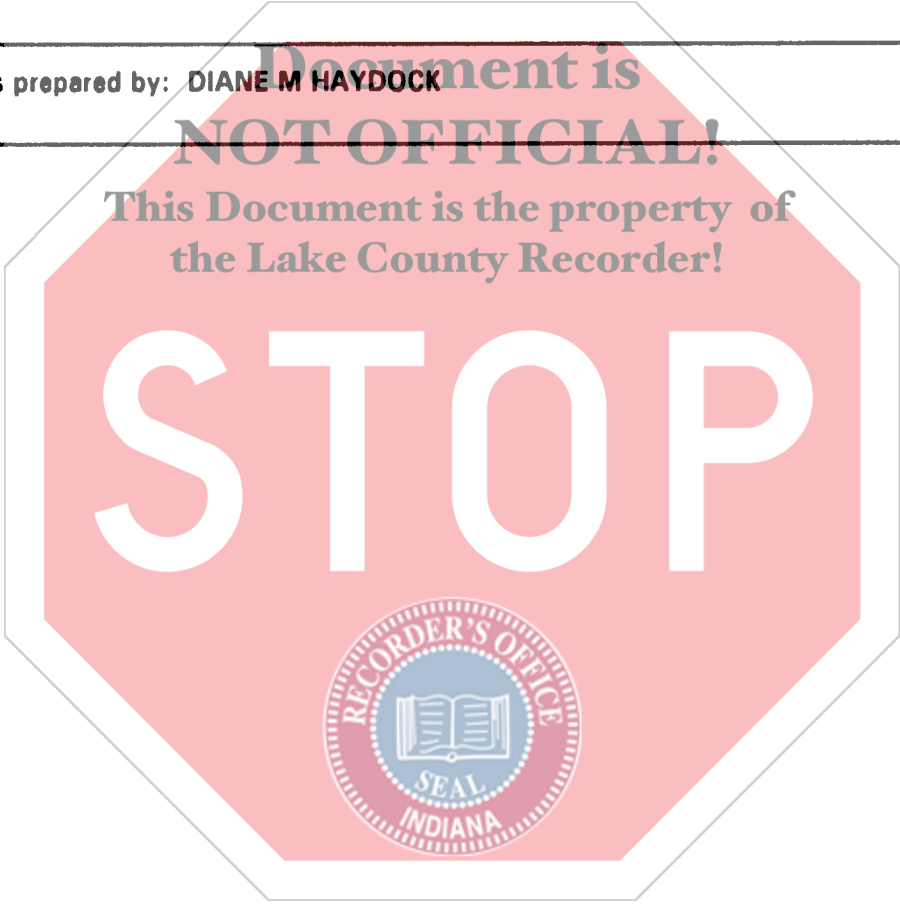 Document is
s prepared by: DIANE M HAYDOCK
NOT OFFICIAL!
This Document is the property of
the Lake County Recorder!
STOP
RECORDER'S OFFICE
SEAL
INDIANA